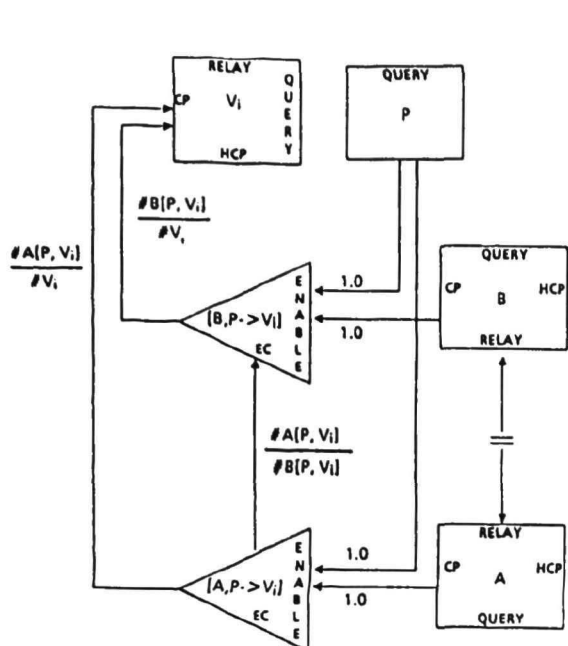 RELAY
CP
Vi
QUERY
HCP
QUERY
P
#A[P, Vi]
#Vi
#B[P, Vi]
#Vi
[B,P->Vi]
EC
ENABLE
1.0
1.0
QUERY
CP
B
HCP
RELAY
#A[P, Vi]
#B[P, Vi]
[A,P->Vi]
EC
ENABLE
1.0
1.0
RELAY
CP
A
HCP
QUERY